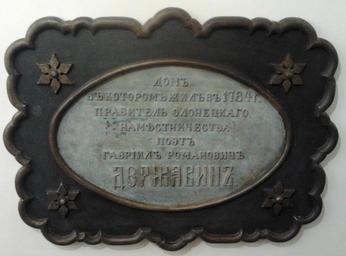 ДОМЪ
ВЪ КОТОРОМЪ ЖИЛЪ ВЪ 1784 г.
ПРАВИТЕЛЬ ОЛОНЕЦКАГО
НАМѢСТНИЧЕСТВА
ПОЭТЪ
ГАВРІИЛЪ РОМАНОВИЧЪ
ДЕРЖАВИНЪ